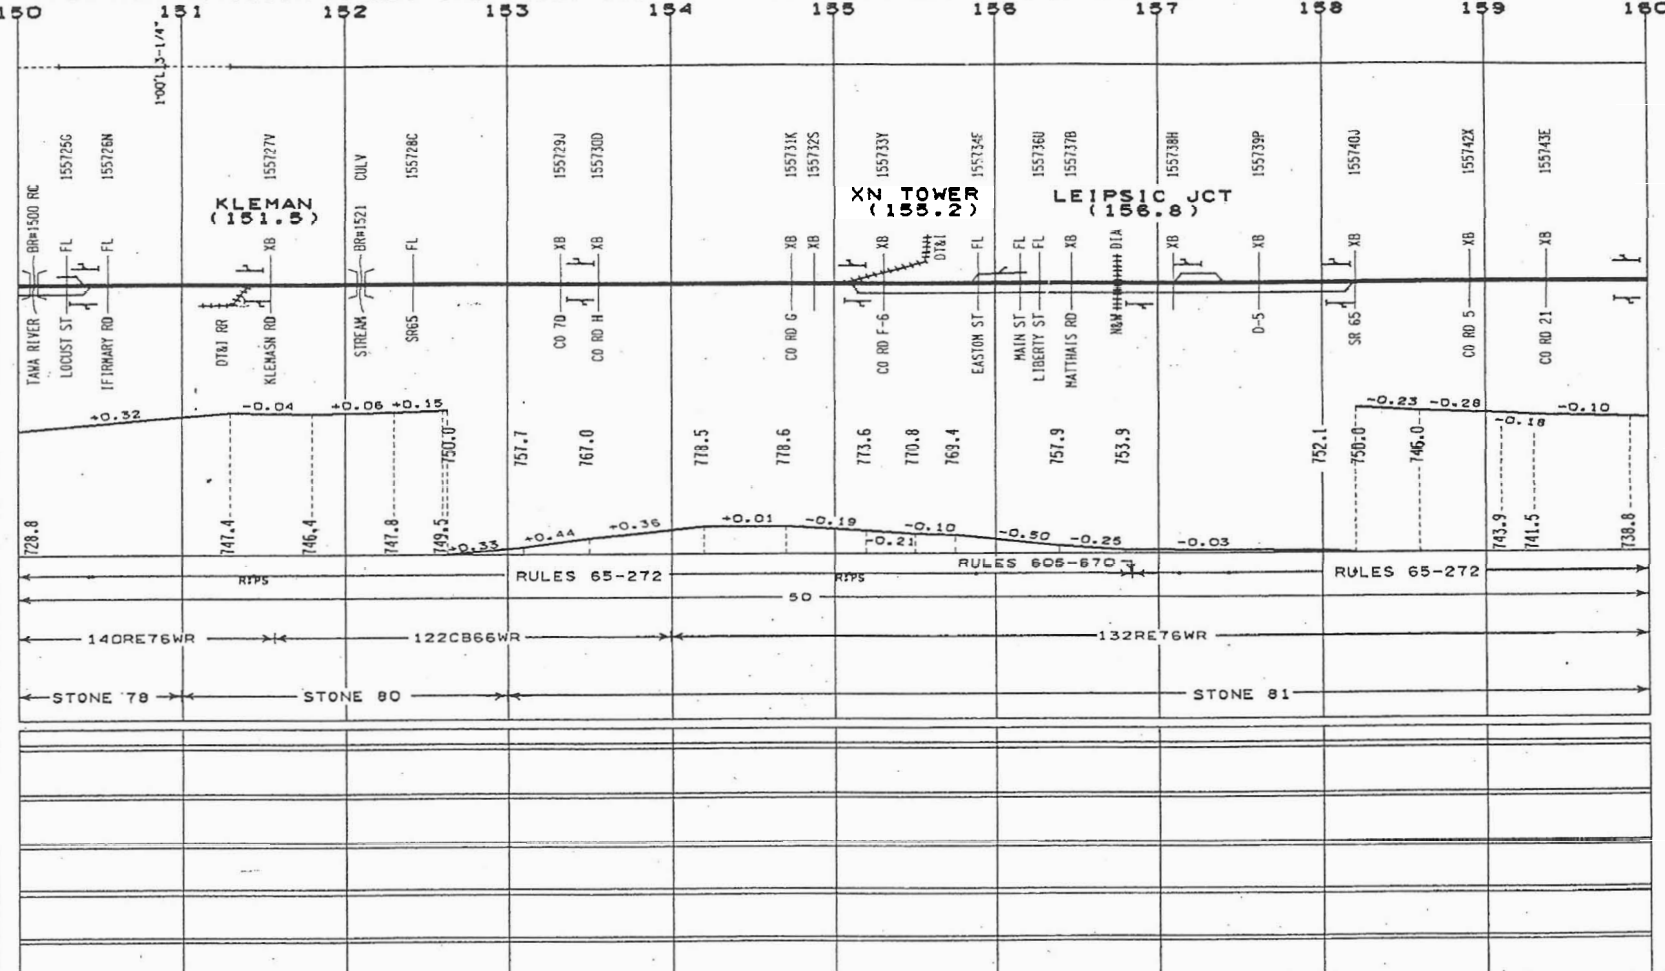 150 151 152 153 154 155 156 157 158 159 160
1°00'L 3-1/4"
155725G 155726N 155727V CULV 155728C 155729J 155730D 155731K 155732S 155733Y 155734F 155736U 155737B 155738H 155739P 155740J 155742X 155743E
KLEMAN
(151.5)
XN TOWER
(155.2)
LEIPSIC JCT
(156.8)
BR#1500 RC FL FL XB BR#1521 FL XB XB XB XB XB DT&I FL FL FL XB DIA XB XB XB XB XB
TAWA RIVER LOCUST ST IFIRMARY RD DT&I RR KLEMASN RD STREAM SR65 CO 70 CO RD H CO RD G CO RD F-6 EASTOM ST MAIN ST LIBERTY ST MATTHAIS RD N&W D-5 SR 65 CO RD 5 CO RD 21
+0.32 -0.04 +0.06 +0.15 -0.23 -0.28 -0.18 -0.10
750.0 757.7 767.0 778.5 778.6 773.6 770.8 769.4 757.9 753.9 752.1 750.0 746.0
728.8 747.4 746.4 747.8 749.5 743.9 741.5 738.8
+0.33 +0.44 +0.36 +0.01 -0.19 -0.21 -0.10 -0.50 -0.25 -0.03
RIPS RULES 65-272 RIPS RULES 605-670 RULES 65-272
50
140RE76WR 122CB66WR 132RE76WR
STONE 78 STONE 80 STONE 81